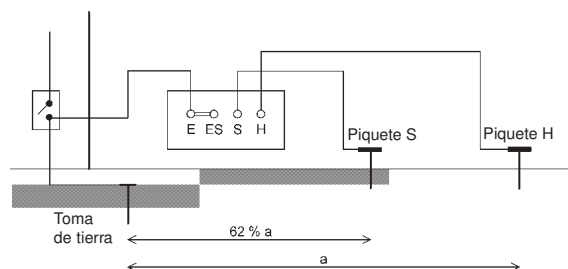 E ES S H
Piquete S
Piquete H
Toma
de tierra
62 % a
a